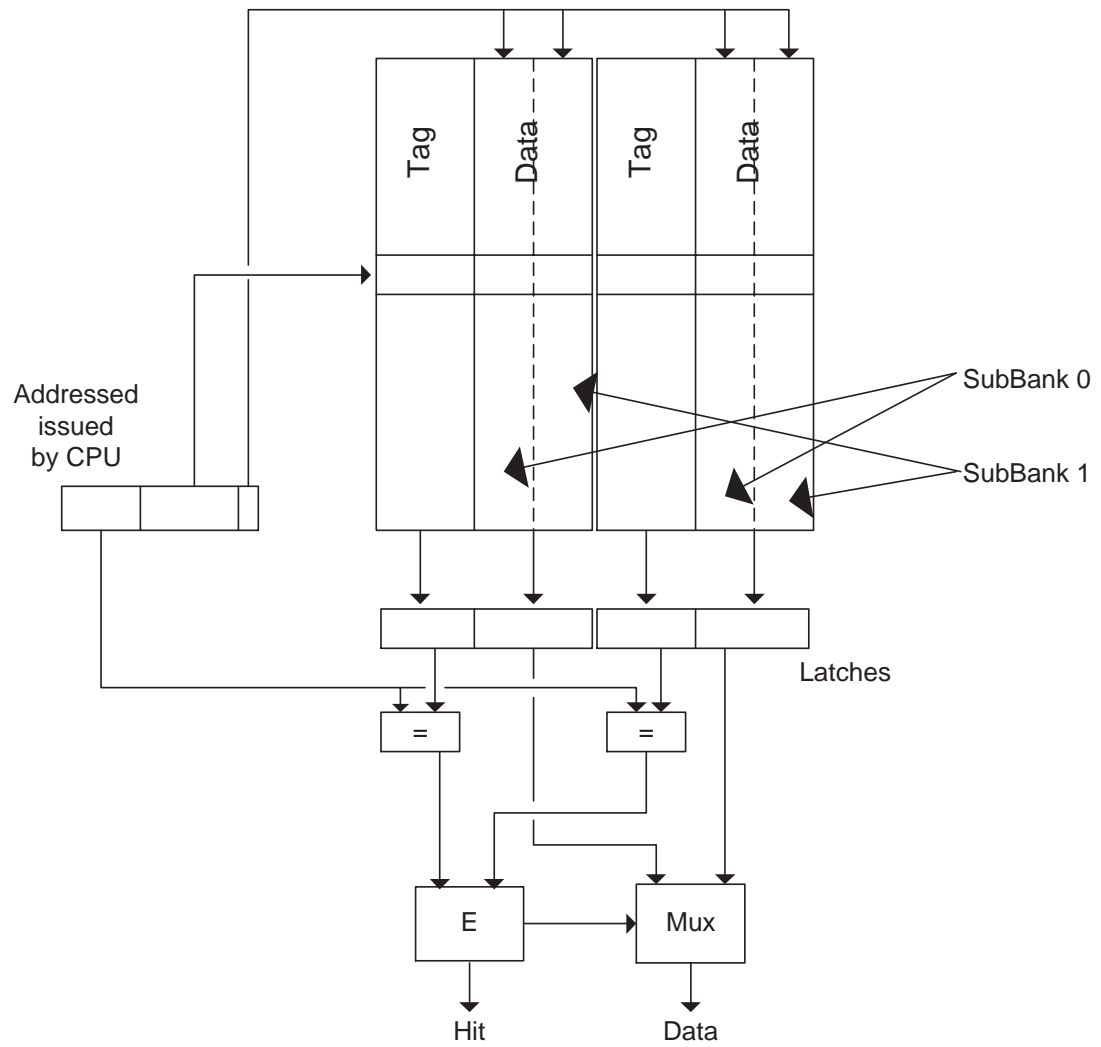 Tag
Data
Tag
Data
Addressed
issued
by CPU
SubBank 0
SubBank 1
Latches
=
=
E
Mux
Hit
Data